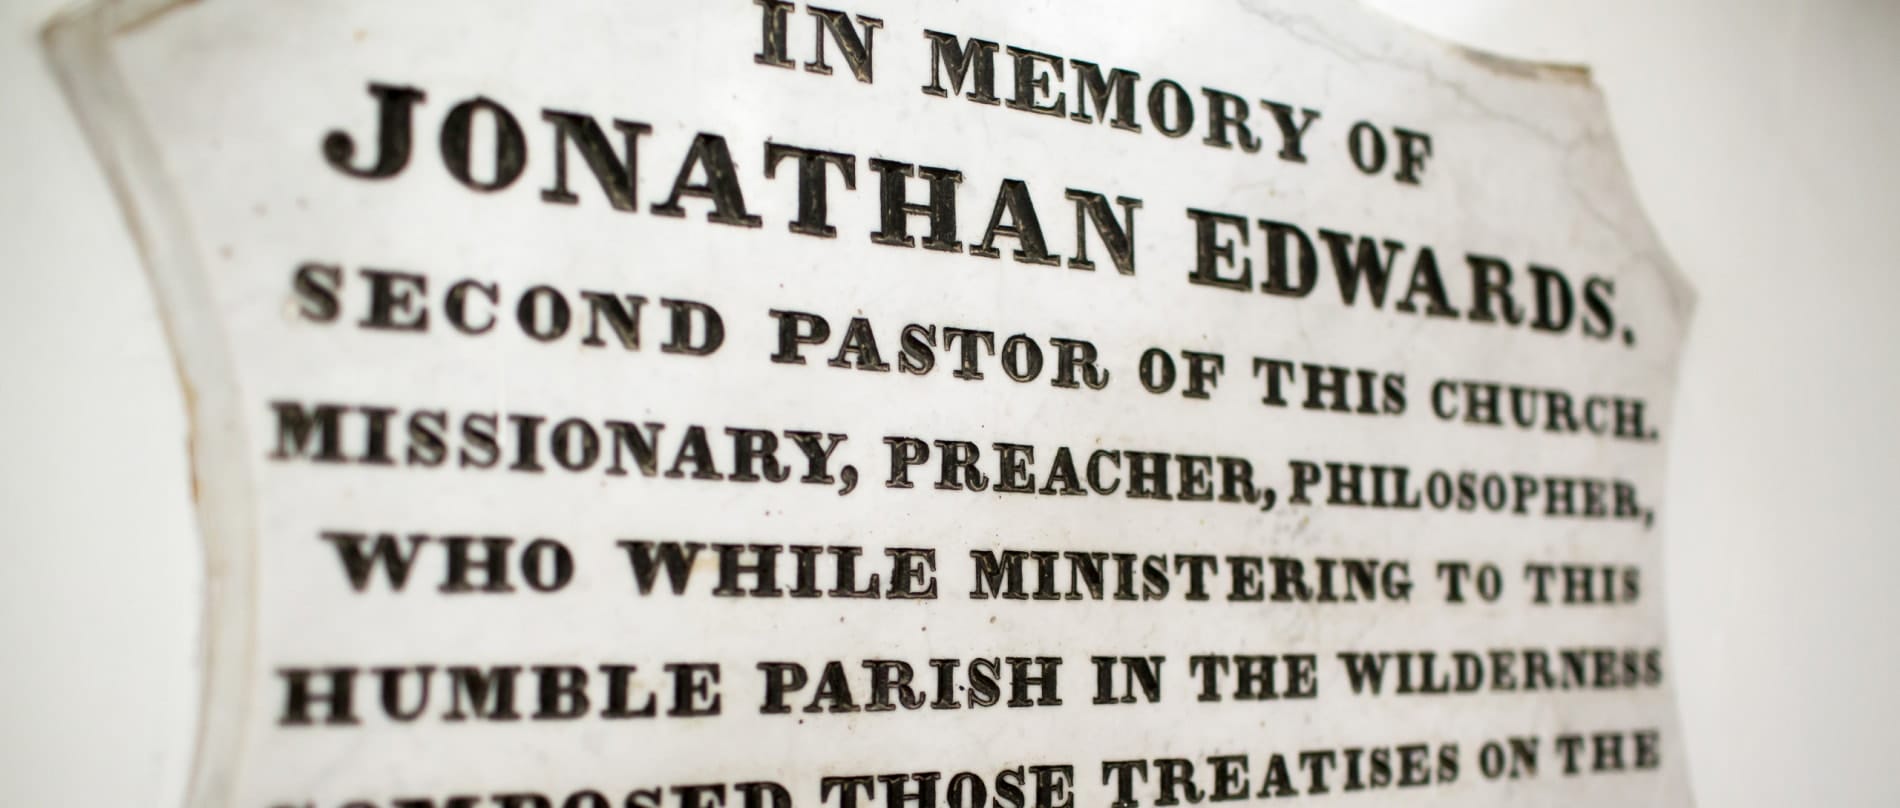 IN MEMORY OF
JONATHAN EDWARDS.
SECOND PASTOR OF THIS CHURCH.
MISSIONARY, PREACHER, PHILOSOPHER,
WHO WHILE MINISTERING TO THIS
HUMBLE PARISH IN THE WILDERNESS
COMPOSED THOSE TREATISES ON THE